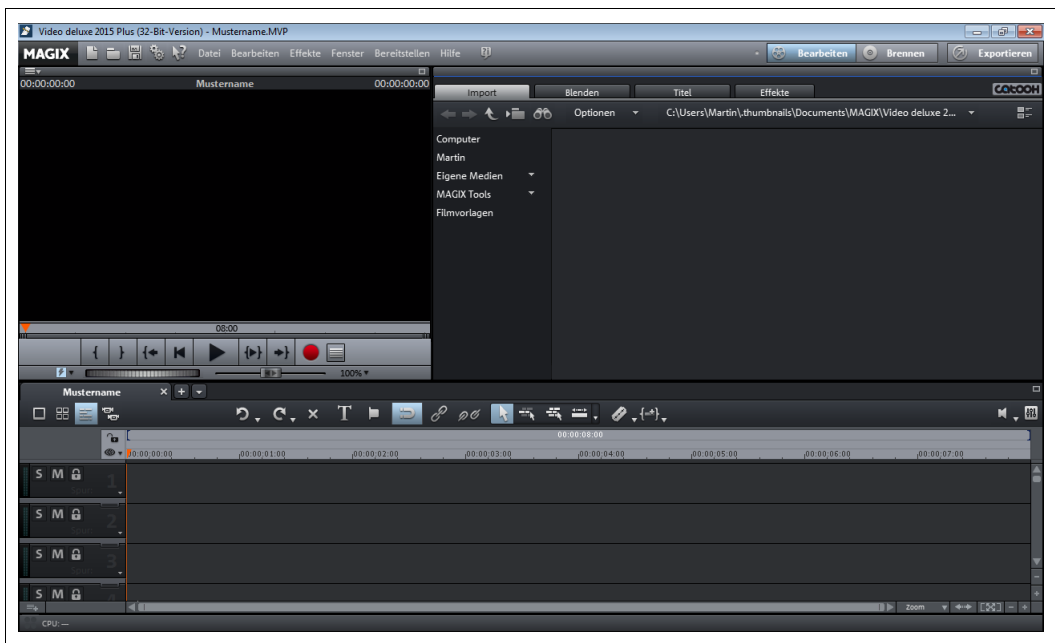 Video deluxe 2015 Plus (32-Bit-Version) - Mustername.MVP
MAGIX Datei Bearbeiten Effekte Fenster Bereitstellen Hilfe Bearbeiten Brennen Exportieren
00:00:00:00 Mustername 00:00:00:00
Import Blenden Titel Effekte CATOOH
Optionen C:\Users\Martin\.thumbnails\Documents\MAGIX\Video deluxe 2...
Computer
Martin
Eigene Medien
MAGIX Tools
Filmvorlagen
08:00
100%
Mustername
00:00:08:00
00:00:00:00 00:00:01:00 00:00:02:00 00:00:03:00 00:00:04:00 00:00:05:00 00:00:06:00 00:00:07:00
S M 1
S M 2
S M 3
S M
Zoom
CPU: —